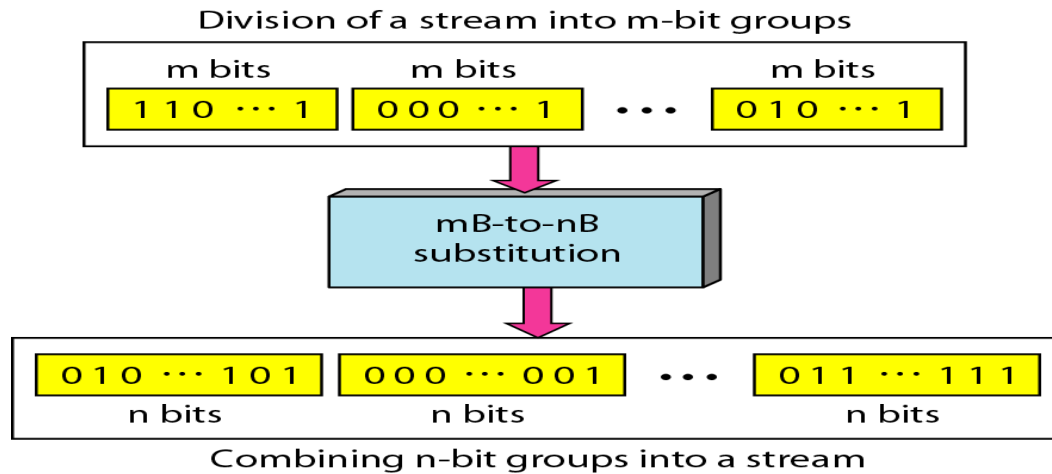 Division of a stream into m-bit groups
m bits m bits m bits
1 1 0 ··· 1 0 0 0 ··· 1 ••• 0 1 0 ··· 1
mB-to-nB
substitution
0 1 0 ··· 1 0 1 0 0 0 ··· 0 0 1 ••• 0 1 1 ··· 1 1 1
n bits n bits n bits
Combining n-bit groups into a stream